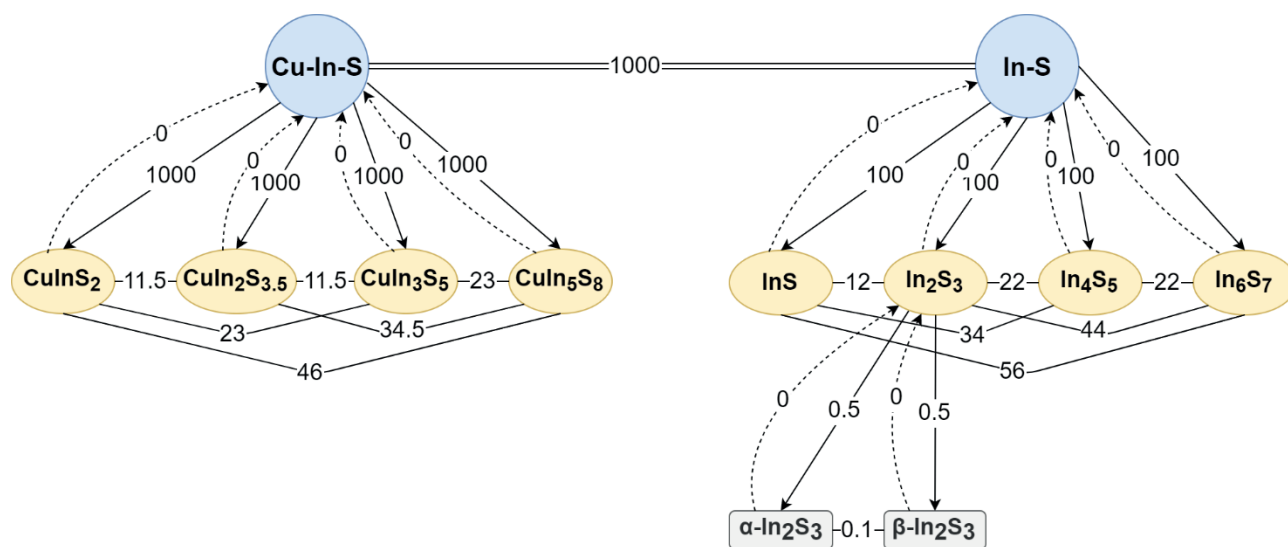 Cu-In-S 1000 In-S
0 0 0 0 0 0 0 0
1000 1000 1000 1000 100 100 100 100
CuInS2 11.5 CuIn2S3.5 11.5 CuIn3S5 23 CuIn5S8 InS 12 In2S3 22 In4S5 22 In6S7
23 34.5 34 44
46 56
0 0.5 0 0.5
α-In2S3 0.1 β-In2S3